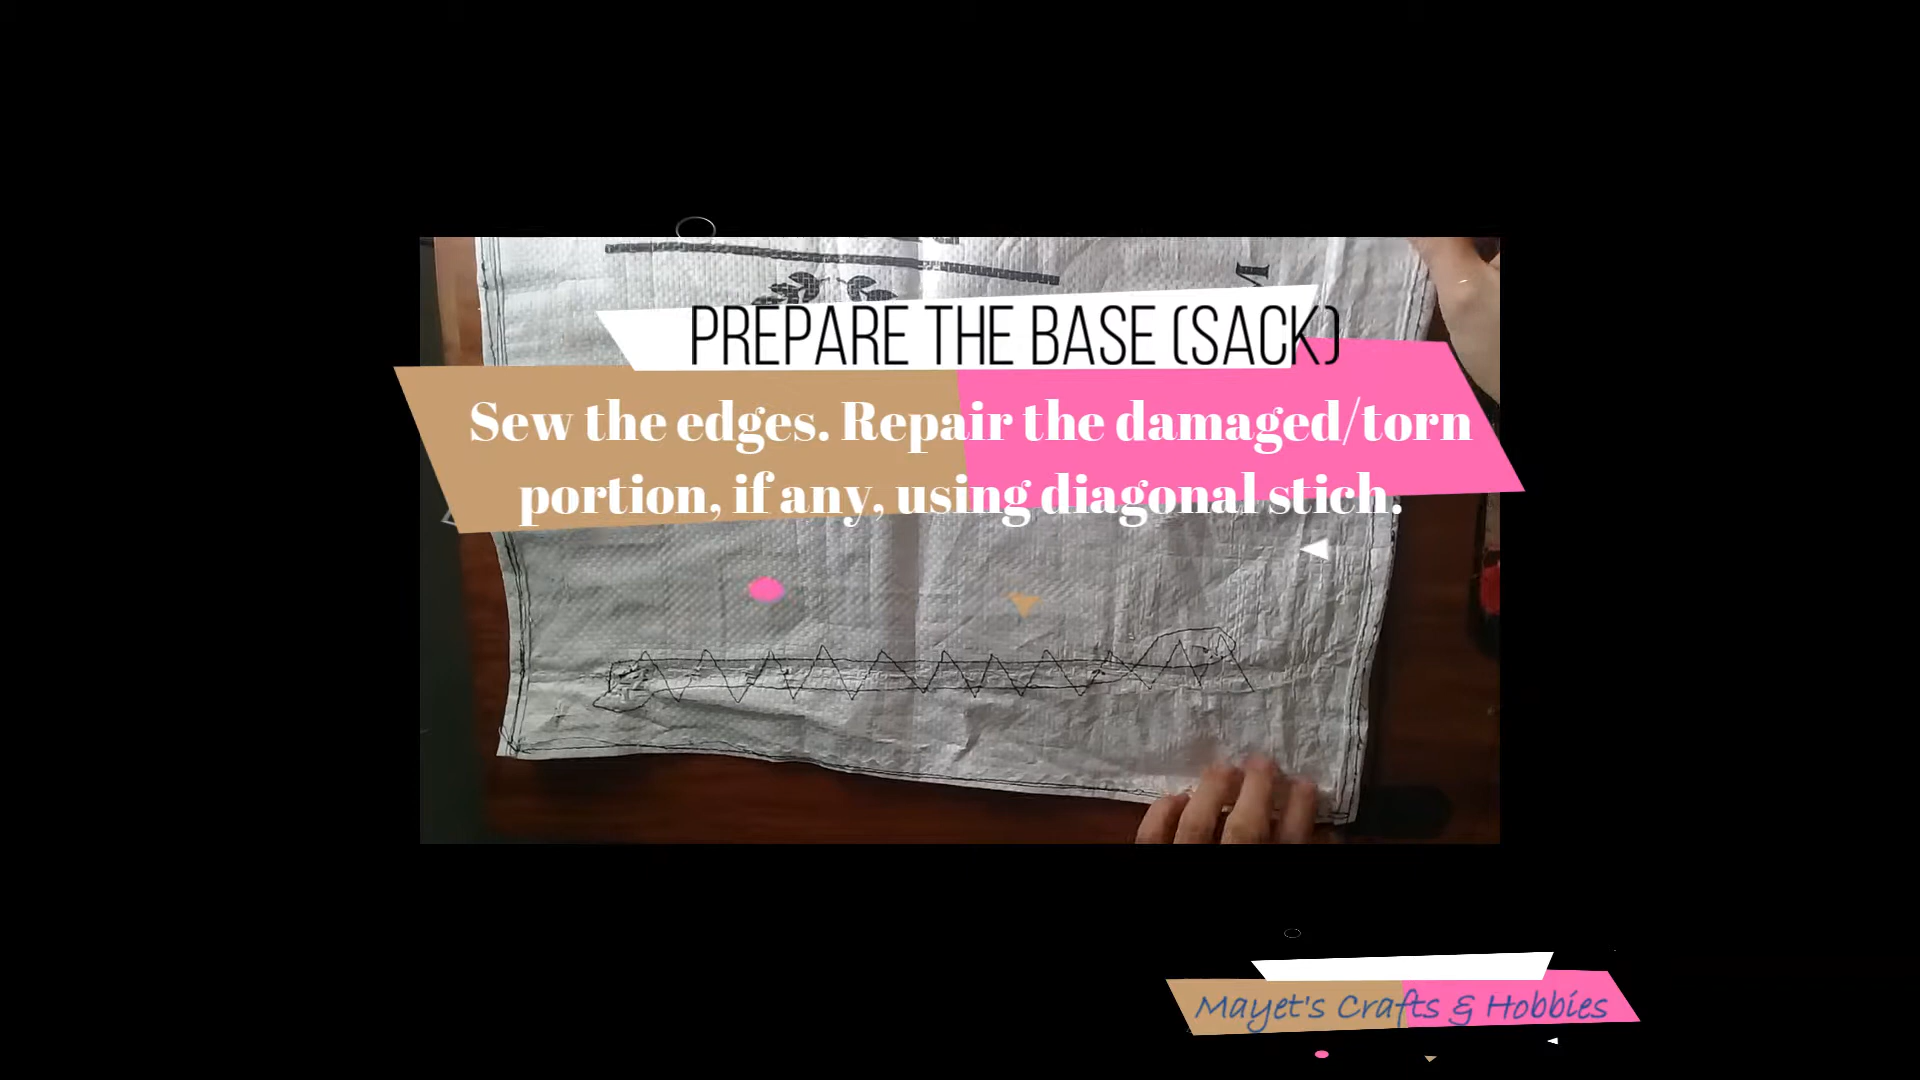 PREPARE THE BASE (SACK)
Sew the edges. Repair the damaged/torn
portion, if any, using diagonal stich.
Mayet's Crafts & Hobbies